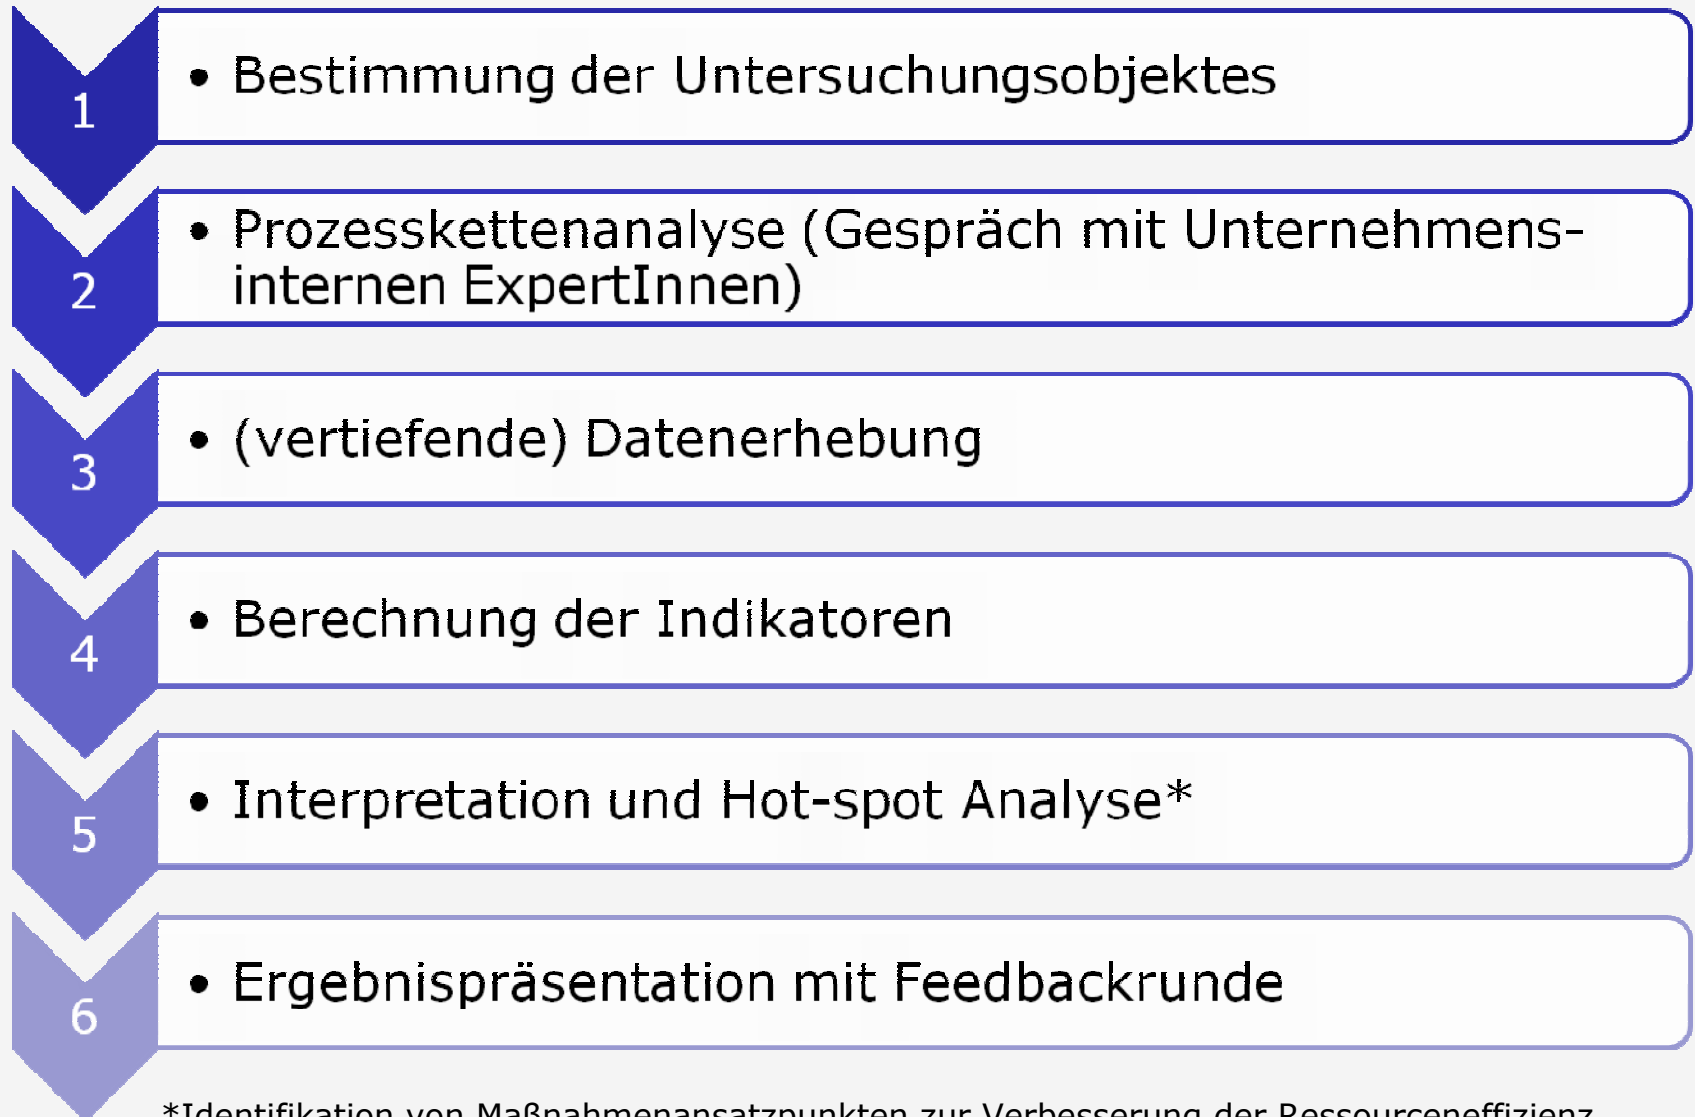 1
• Bestimmung der Untersuchungsobjektes
2
• Prozesskettenanalyse (Gespräch mit Unternehmens-
internen ExpertInnen)
3
• (vertiefende) Datenerhebung
4
• Berechnung der Indikatoren
5
• Interpretation und Hot-spot Analyse*
6
• Ergebnispräsentation mit Feedbackrunde
*Identifikation von Maßnahmenansatzpunkten zur Verbesserung der Ressourceneffizienz